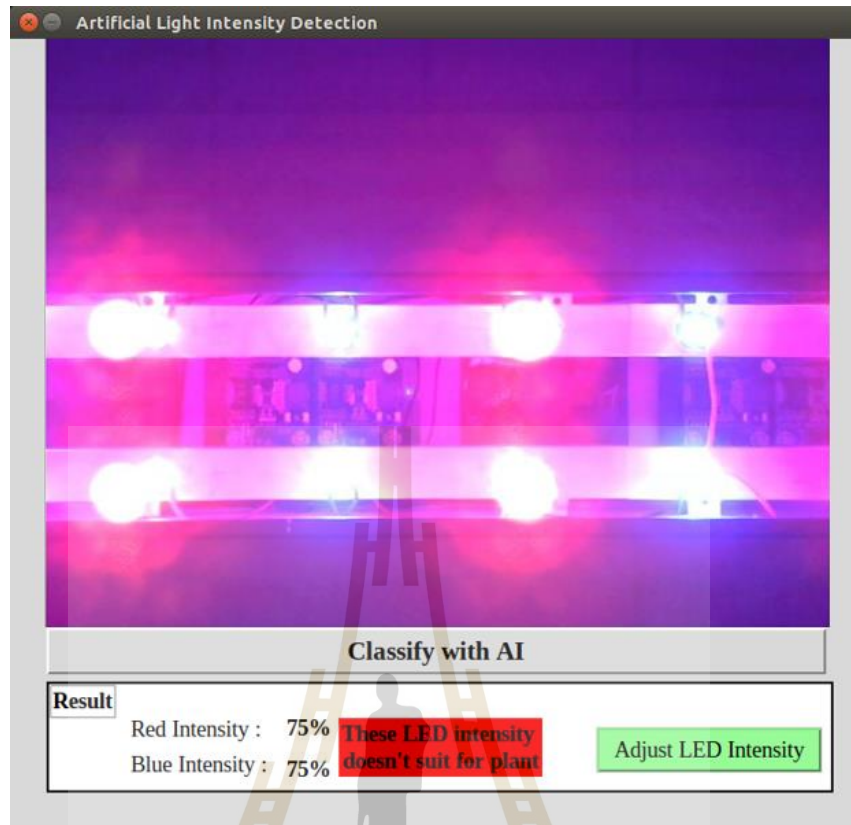 Artificial Light Intensity Detection
Classify with AI
Result
Red Intensity : 75%
Blue Intensity : 75%
These LED intensity
doesn't suit for plant
Adjust LED Intensity